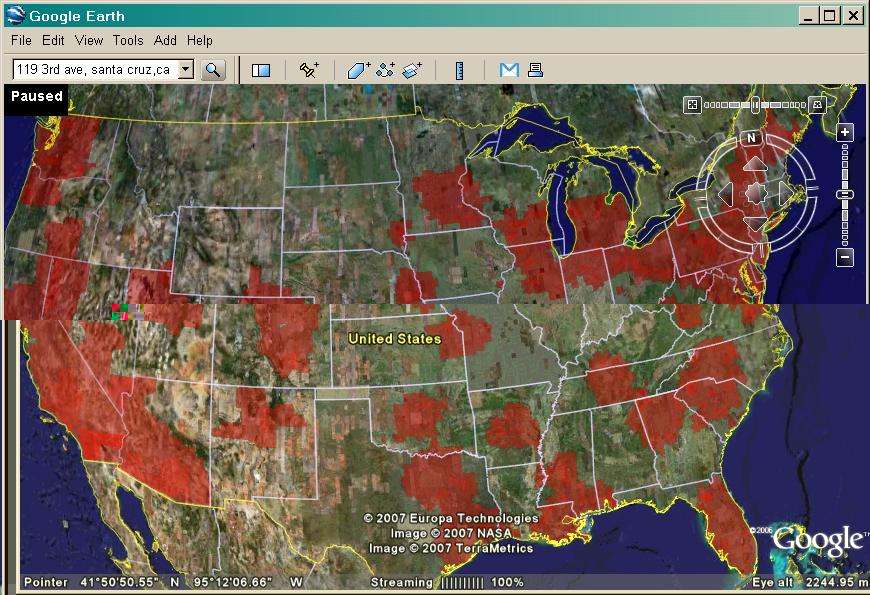 Google Earth
File Edit View Tools Add Help
119 3rd ave, santa cruz,ca
Paused
N
United States
© 2007 Europa Technologies
Image © 2007 NASA
Image © 2007 TerraMetrics
©2006
Google™
Pointer 41°50'50.55" N 95°12'06.66" W Streaming |||||||||| 100% Eye alt 2244.95 m